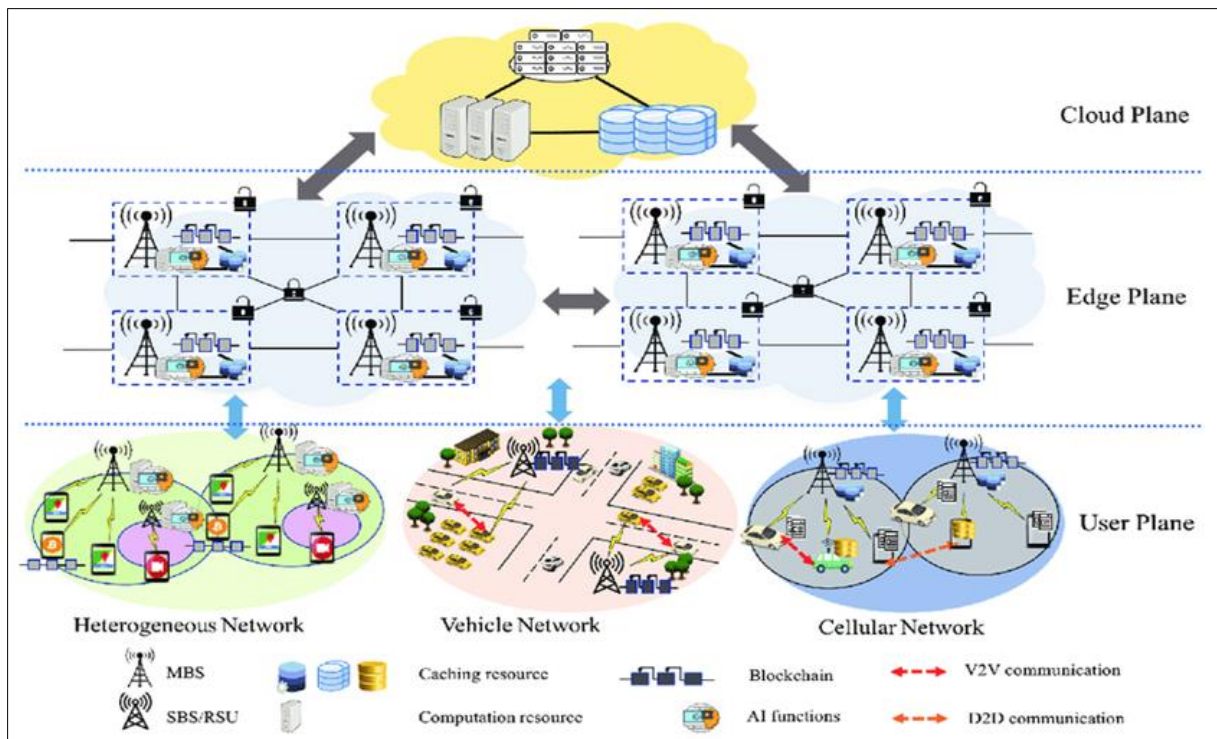 Cloud Plane
Edge Plane
User Plane
Heterogeneous Network
Vehicle Network
Cellular Network
MBS
Caching resource
Blockchain
V2V communication
SBS/RSU
Computation resource
AI functions
D2D communication